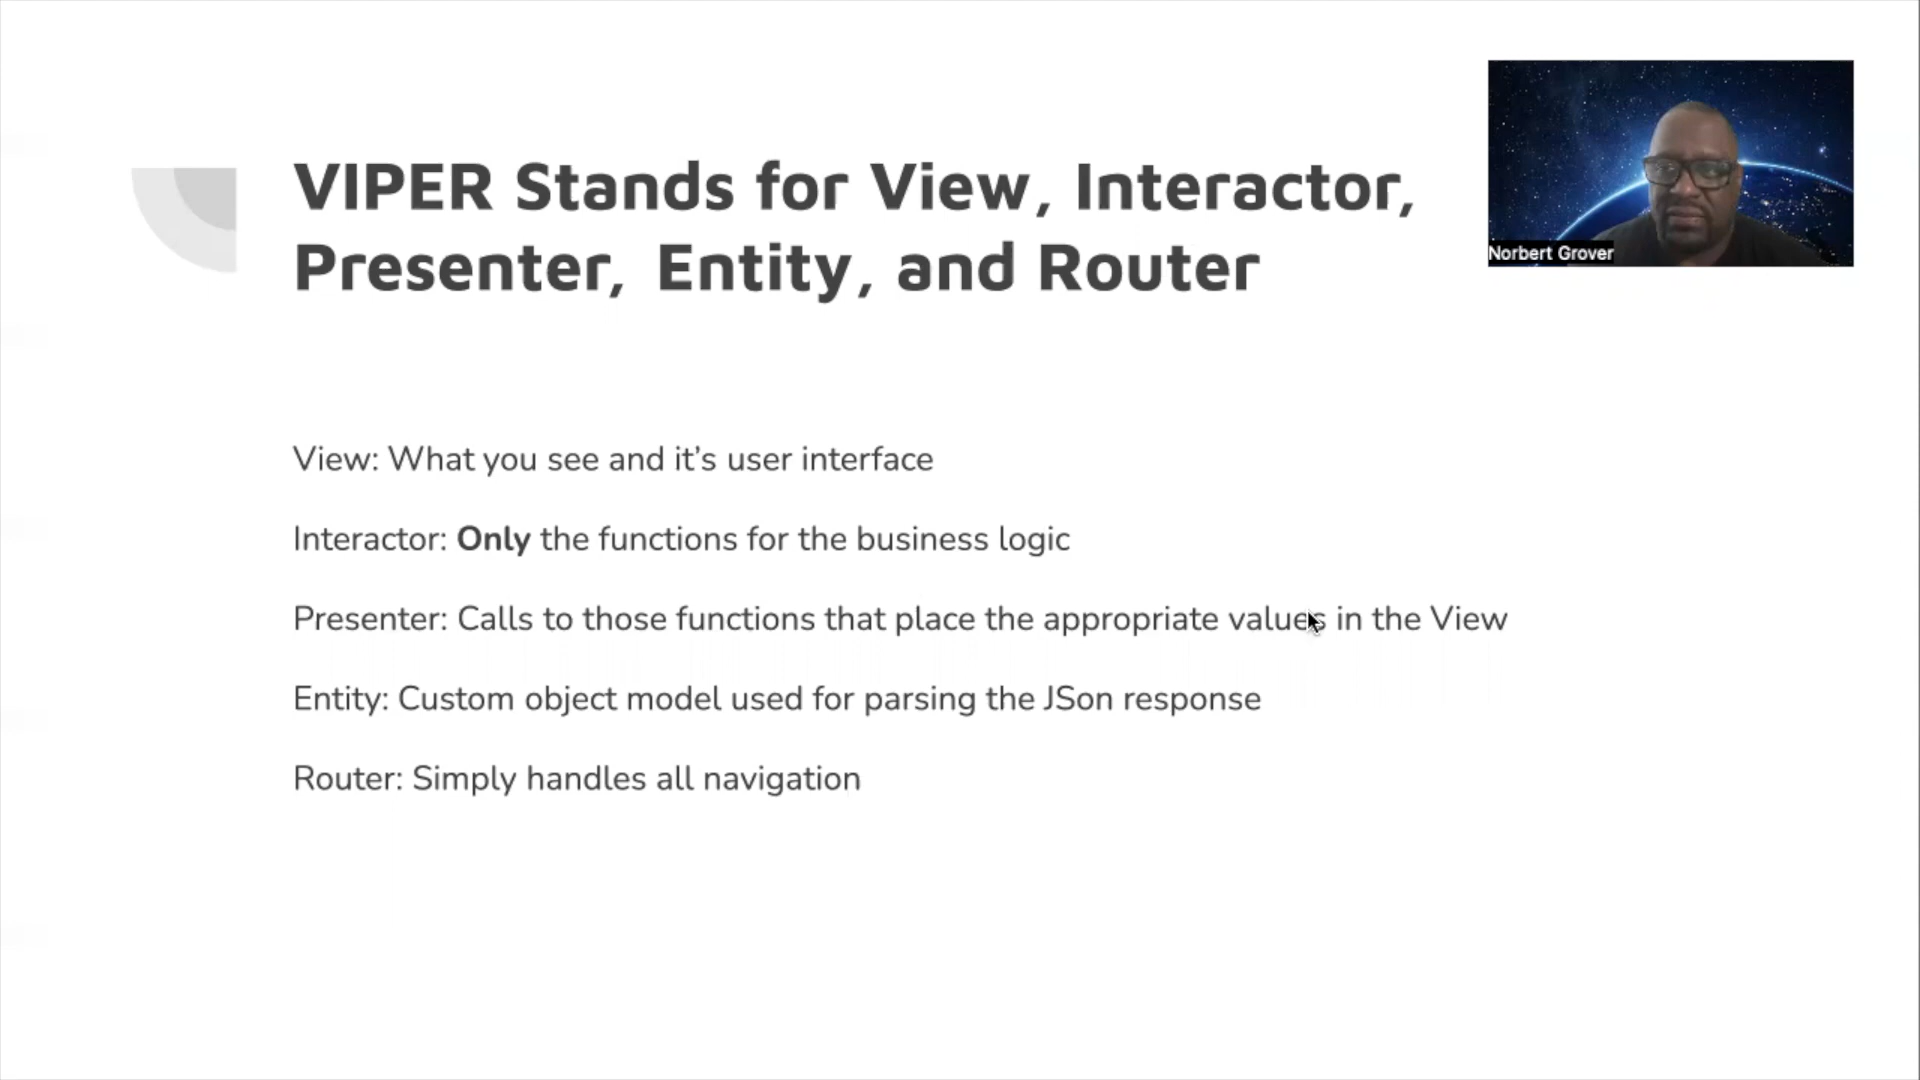 VIPER Stands for View, Interactor,
Presenter, Entity, and Router
Norbert Grover
View: What you see and it’s user interface
Interactor: Only the functions for the business logic
Presenter: Calls to those functions that place the appropriate values in the View
Entity: Custom object model used for parsing the JSon response
Router: Simply handles all navigation